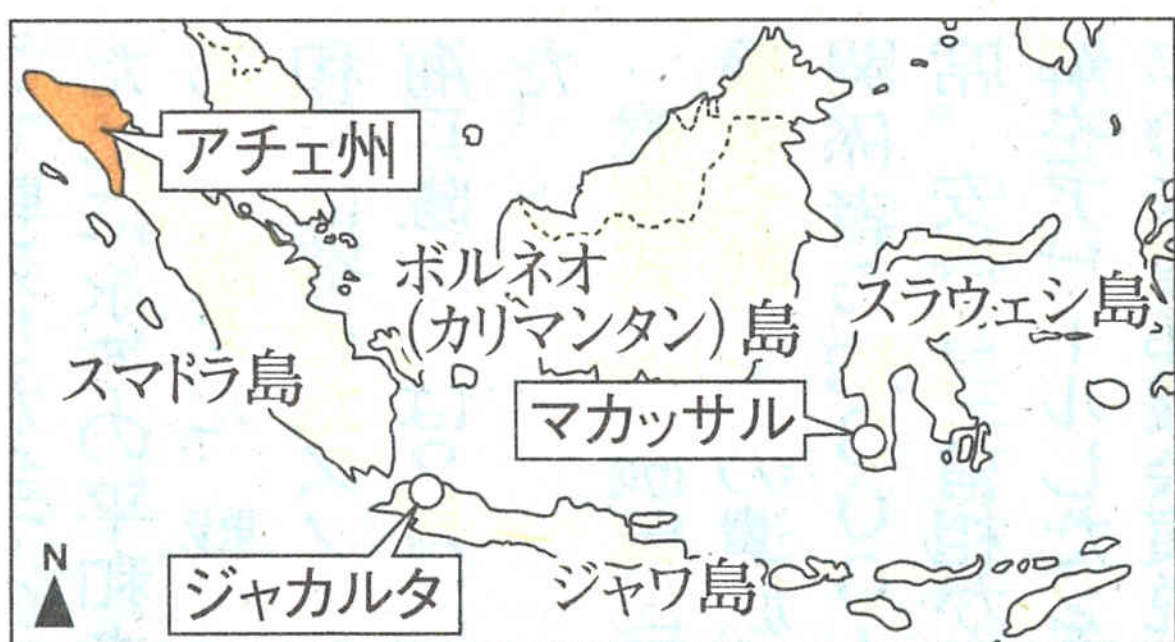 アチェ州
ボルネオ
(カリマンタン)島
スラウェシ島
スマトラ島
マカッサル
N
ジャカルタ
ジャワ島